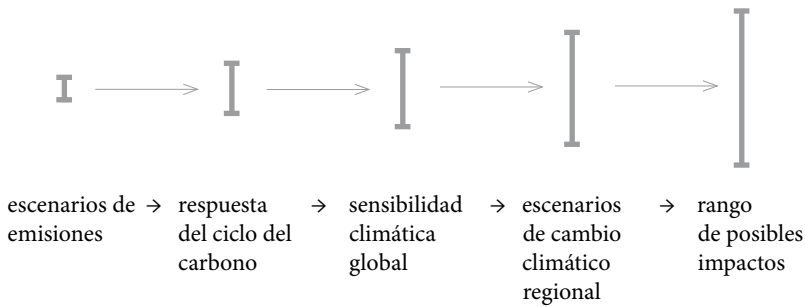 escenarios de → respuesta → sensibilidad → escenarios → rango
emisiones del ciclo del climática de cambio de posibles
carbono global climático impactos
regional